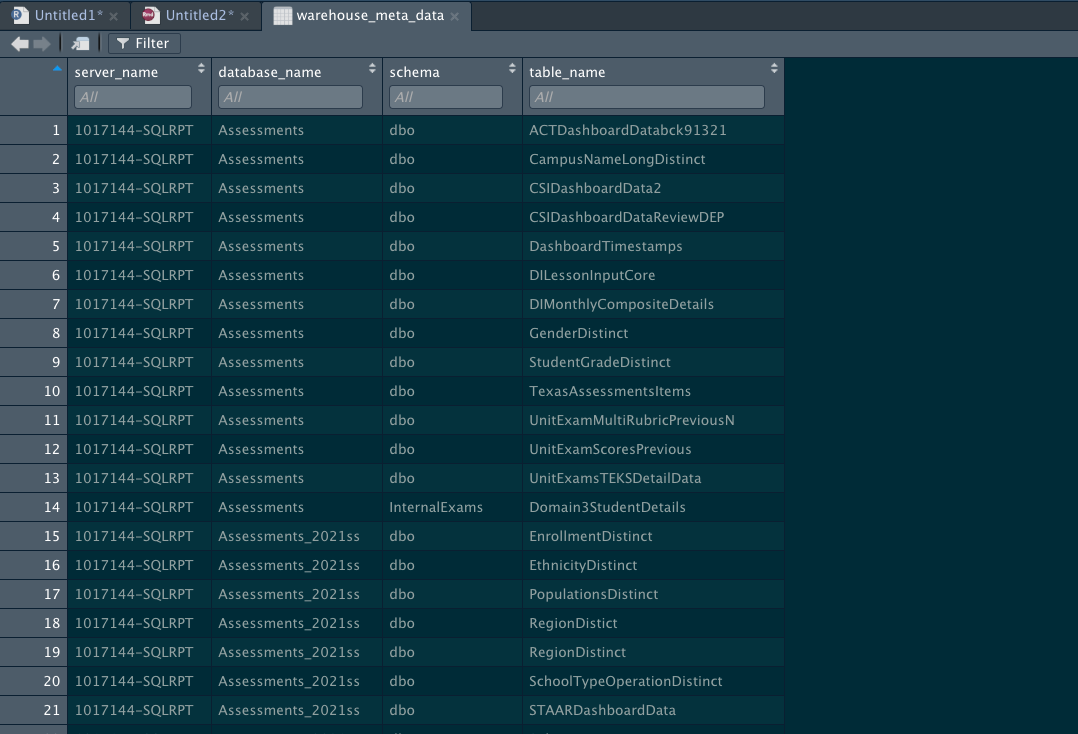 Untitled1* Untitled2* warehouse_meta_data
Filter
server_name database_name schema table_name
All All All All
1 1017144-SQLRPT Assessments dbo ACTDashboardDatabck91321
2 1017144-SQLRPT Assessments dbo CampusNameLongDistinct
3 1017144-SQLRPT Assessments dbo CSIDashboardData2
4 1017144-SQLRPT Assessments dbo CSIDashboardDataReviewDEP
5 1017144-SQLRPT Assessments dbo DashboardTimestamps
6 1017144-SQLRPT Assessments dbo DILessonInputCore
7 1017144-SQLRPT Assessments dbo DIMonthlyCompositeDetails
8 1017144-SQLRPT Assessments dbo GenderDistinct
9 1017144-SQLRPT Assessments dbo StudentGradeDistinct
10 1017144-SQLRPT Assessments dbo TexasAssessmentsItems
11 1017144-SQLRPT Assessments dbo UnitExamMultiRubricPreviousN
12 1017144-SQLRPT Assessments dbo UnitExamScoresPrevious
13 1017144-SQLRPT Assessments dbo UnitExamsTEKSDetailData
14 1017144-SQLRPT Assessments InternalExams Domain3StudentDetails
15 1017144-SQLRPT Assessments_2021ss dbo EnrollmentDistinct
16 1017144-SQLRPT Assessments_2021ss dbo EthnicityDistinct
17 1017144-SQLRPT Assessments_2021ss dbo PopulationsDistinct
18 1017144-SQLRPT Assessments_2021ss dbo RegionDistict
19 1017144-SQLRPT Assessments_2021ss dbo RegionDistinct
20 1017144-SQLRPT Assessments_2021ss dbo SchoolTypeOperationDistinct
21 1017144-SQLRPT Assessments_2021ss dbo STAARDashboardData